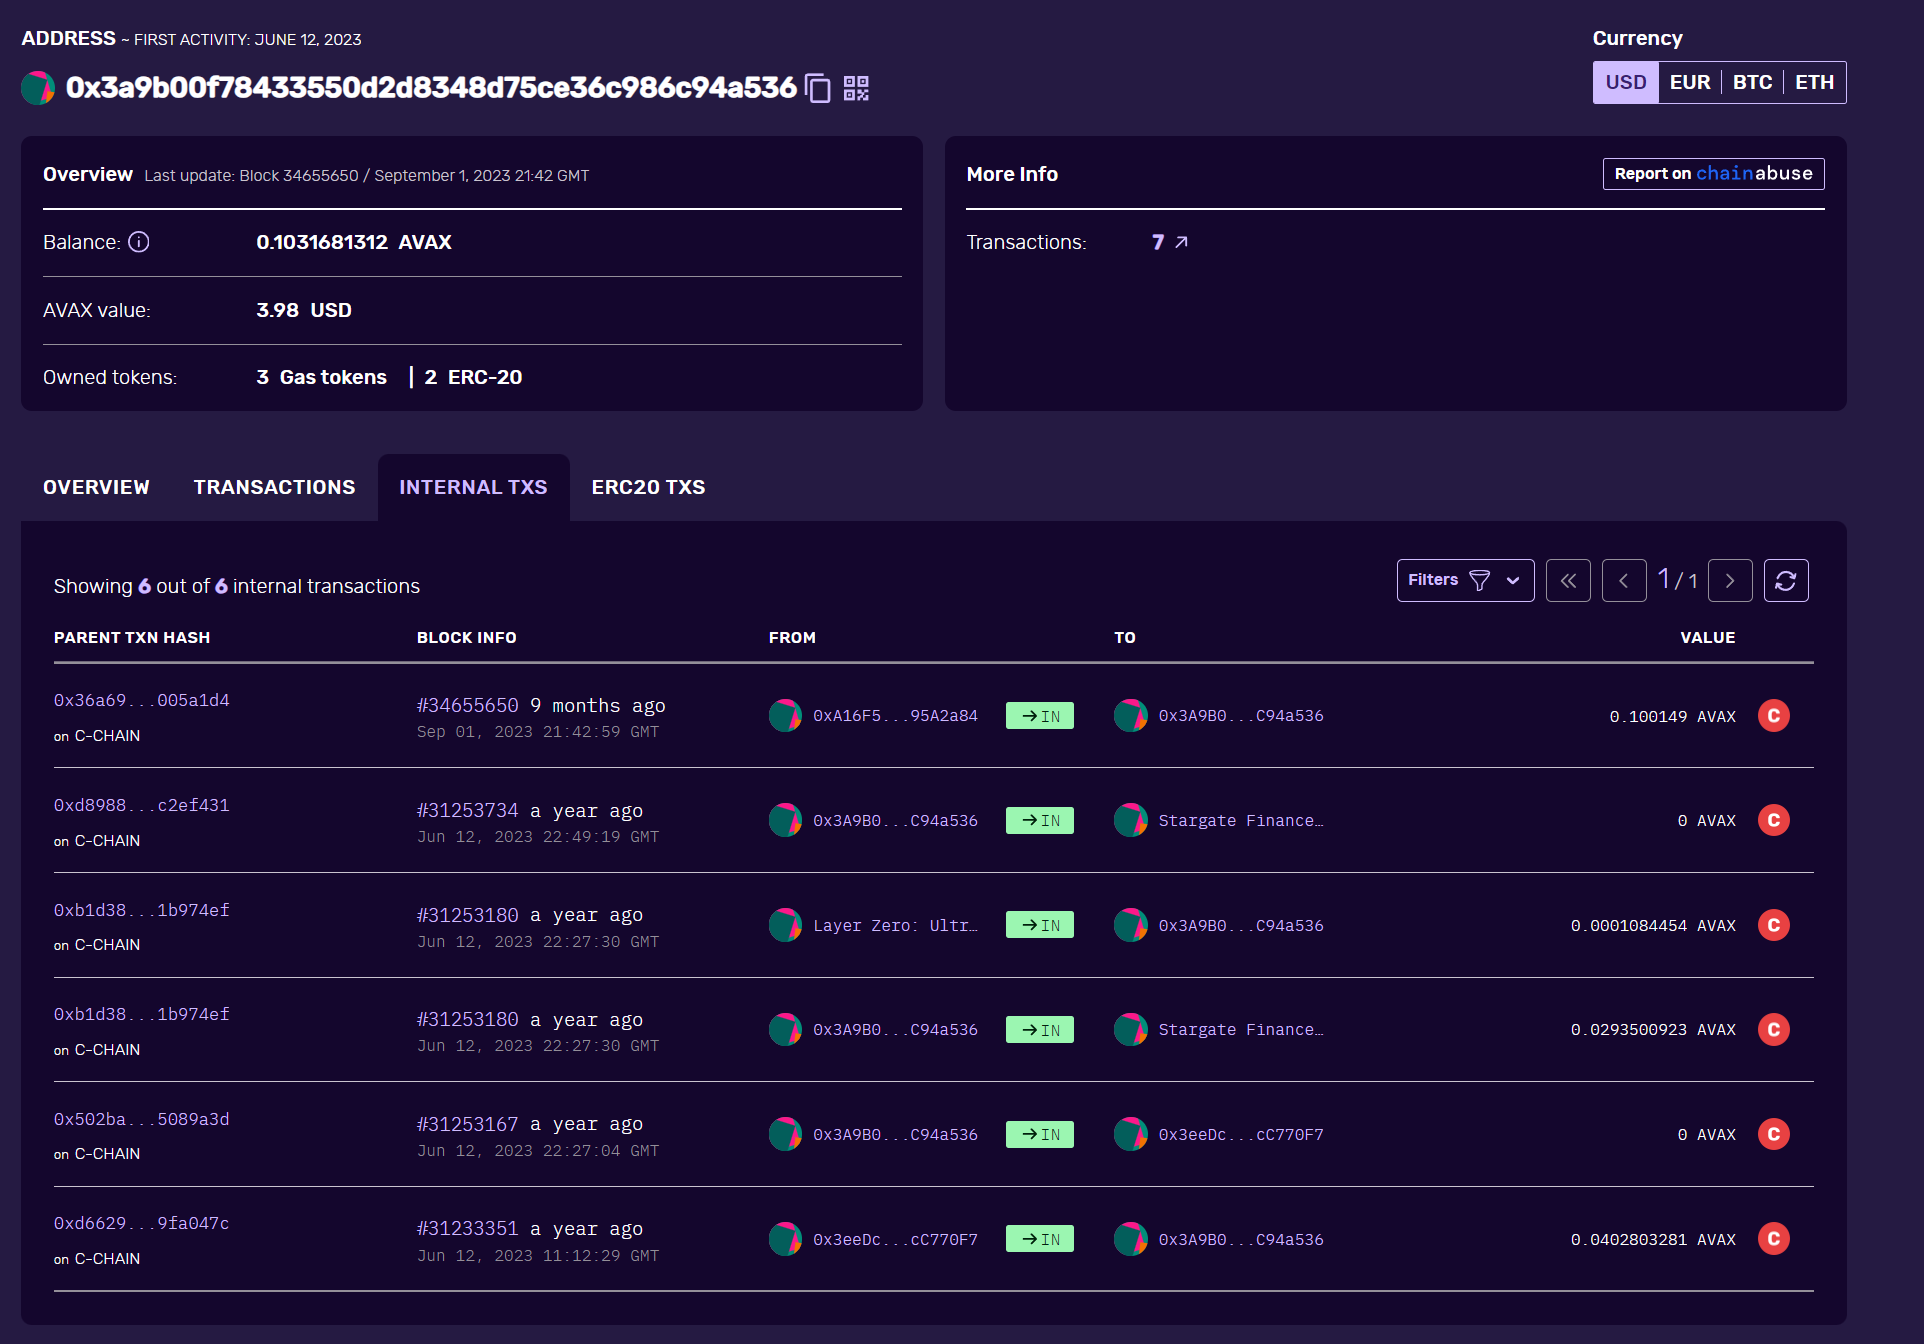 ADDRESS ~ FIRST ACTIVITY: JUNE 12, 2023
Currency
0x3a9b00f78433550d2d8348d75ce36c986c94a536
USD EUR BTC ETH
Overview Last update: Block 34655650 / September 1, 2023 21:42 GMT
More Info
Report on chainabuse
Balance: 0.1031681312 AVAX
Transactions: 7
AVAX value: 3.98 USD
Owned tokens: 3 Gas tokens | 2 ERC-20
OVERVIEW TRANSACTIONS INTERNAL TXS ERC20 TXS
Showing 6 out of 6 internal transactions
Filters 1 / 1
PARENT TXN HASH BLOCK INFO FROM TO VALUE
0x36a69...005a1d4 #34655650 9 months ago 0xA16F5...95A2a84 IN 0x3A9B0...C94a536 0.100149 AVAX C
on C-CHAIN Sep 01, 2023 21:42:59 GMT
0xd8988...c2ef431 #31253734 a year ago 0x3A9B0...C94a536 IN Stargate Finance… 0 AVAX C
on C-CHAIN Jun 12, 2023 22:49:19 GMT
0xb1d38...1b974ef #31253180 a year ago Layer Zero: Ultr… IN 0x3A9B0...C94a536 0.0001084454 AVAX C
on C-CHAIN Jun 12, 2023 22:27:30 GMT
0xb1d38...1b974ef #31253180 a year ago 0x3A9B0...C94a536 IN Stargate Finance… 0.0293500923 AVAX C
on C-CHAIN Jun 12, 2023 22:27:30 GMT
0x502ba...5089a3d #31253167 a year ago 0x3A9B0...C94a536 IN 0x3eeDc...cC770F7 0 AVAX C
on C-CHAIN Jun 12, 2023 22:27:04 GMT
0xd6629...9fa047c #31233351 a year ago 0x3eeDc...cC770F7 IN 0x3A9B0...C94a536 0.0402803281 AVAX C
on C-CHAIN Jun 12, 2023 11:12:29 GMT